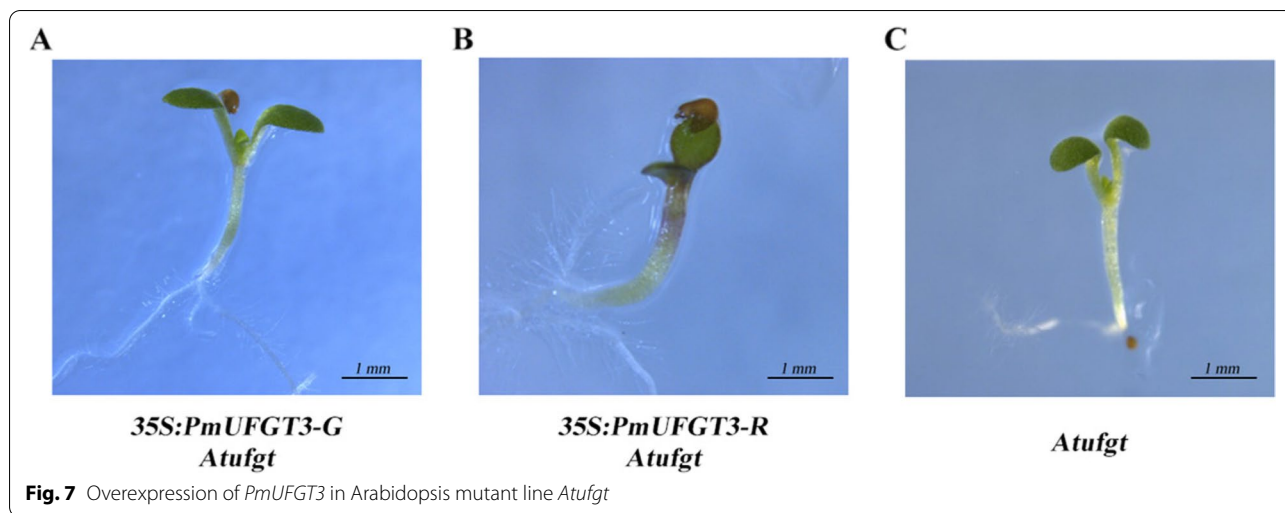 A
B
C
1 mm
1 mm
1 mm
35S:PmUFGT3-G
Atufgt
35S:PmUFGT3-R
Atufgt
Atufgt
Fig. 7 Overexpression of PmUFGT3 in Arabidopsis mutant line Atufgt